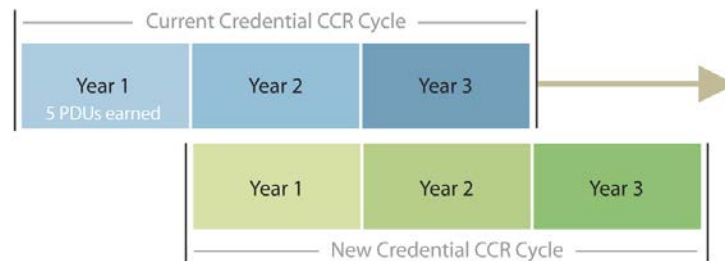 Current Credential CCR Cycle
Year 1
Year 2
Year 3
5 PDUs earned
Year 1
Year 2
Year 3
New Credential CCR Cycle